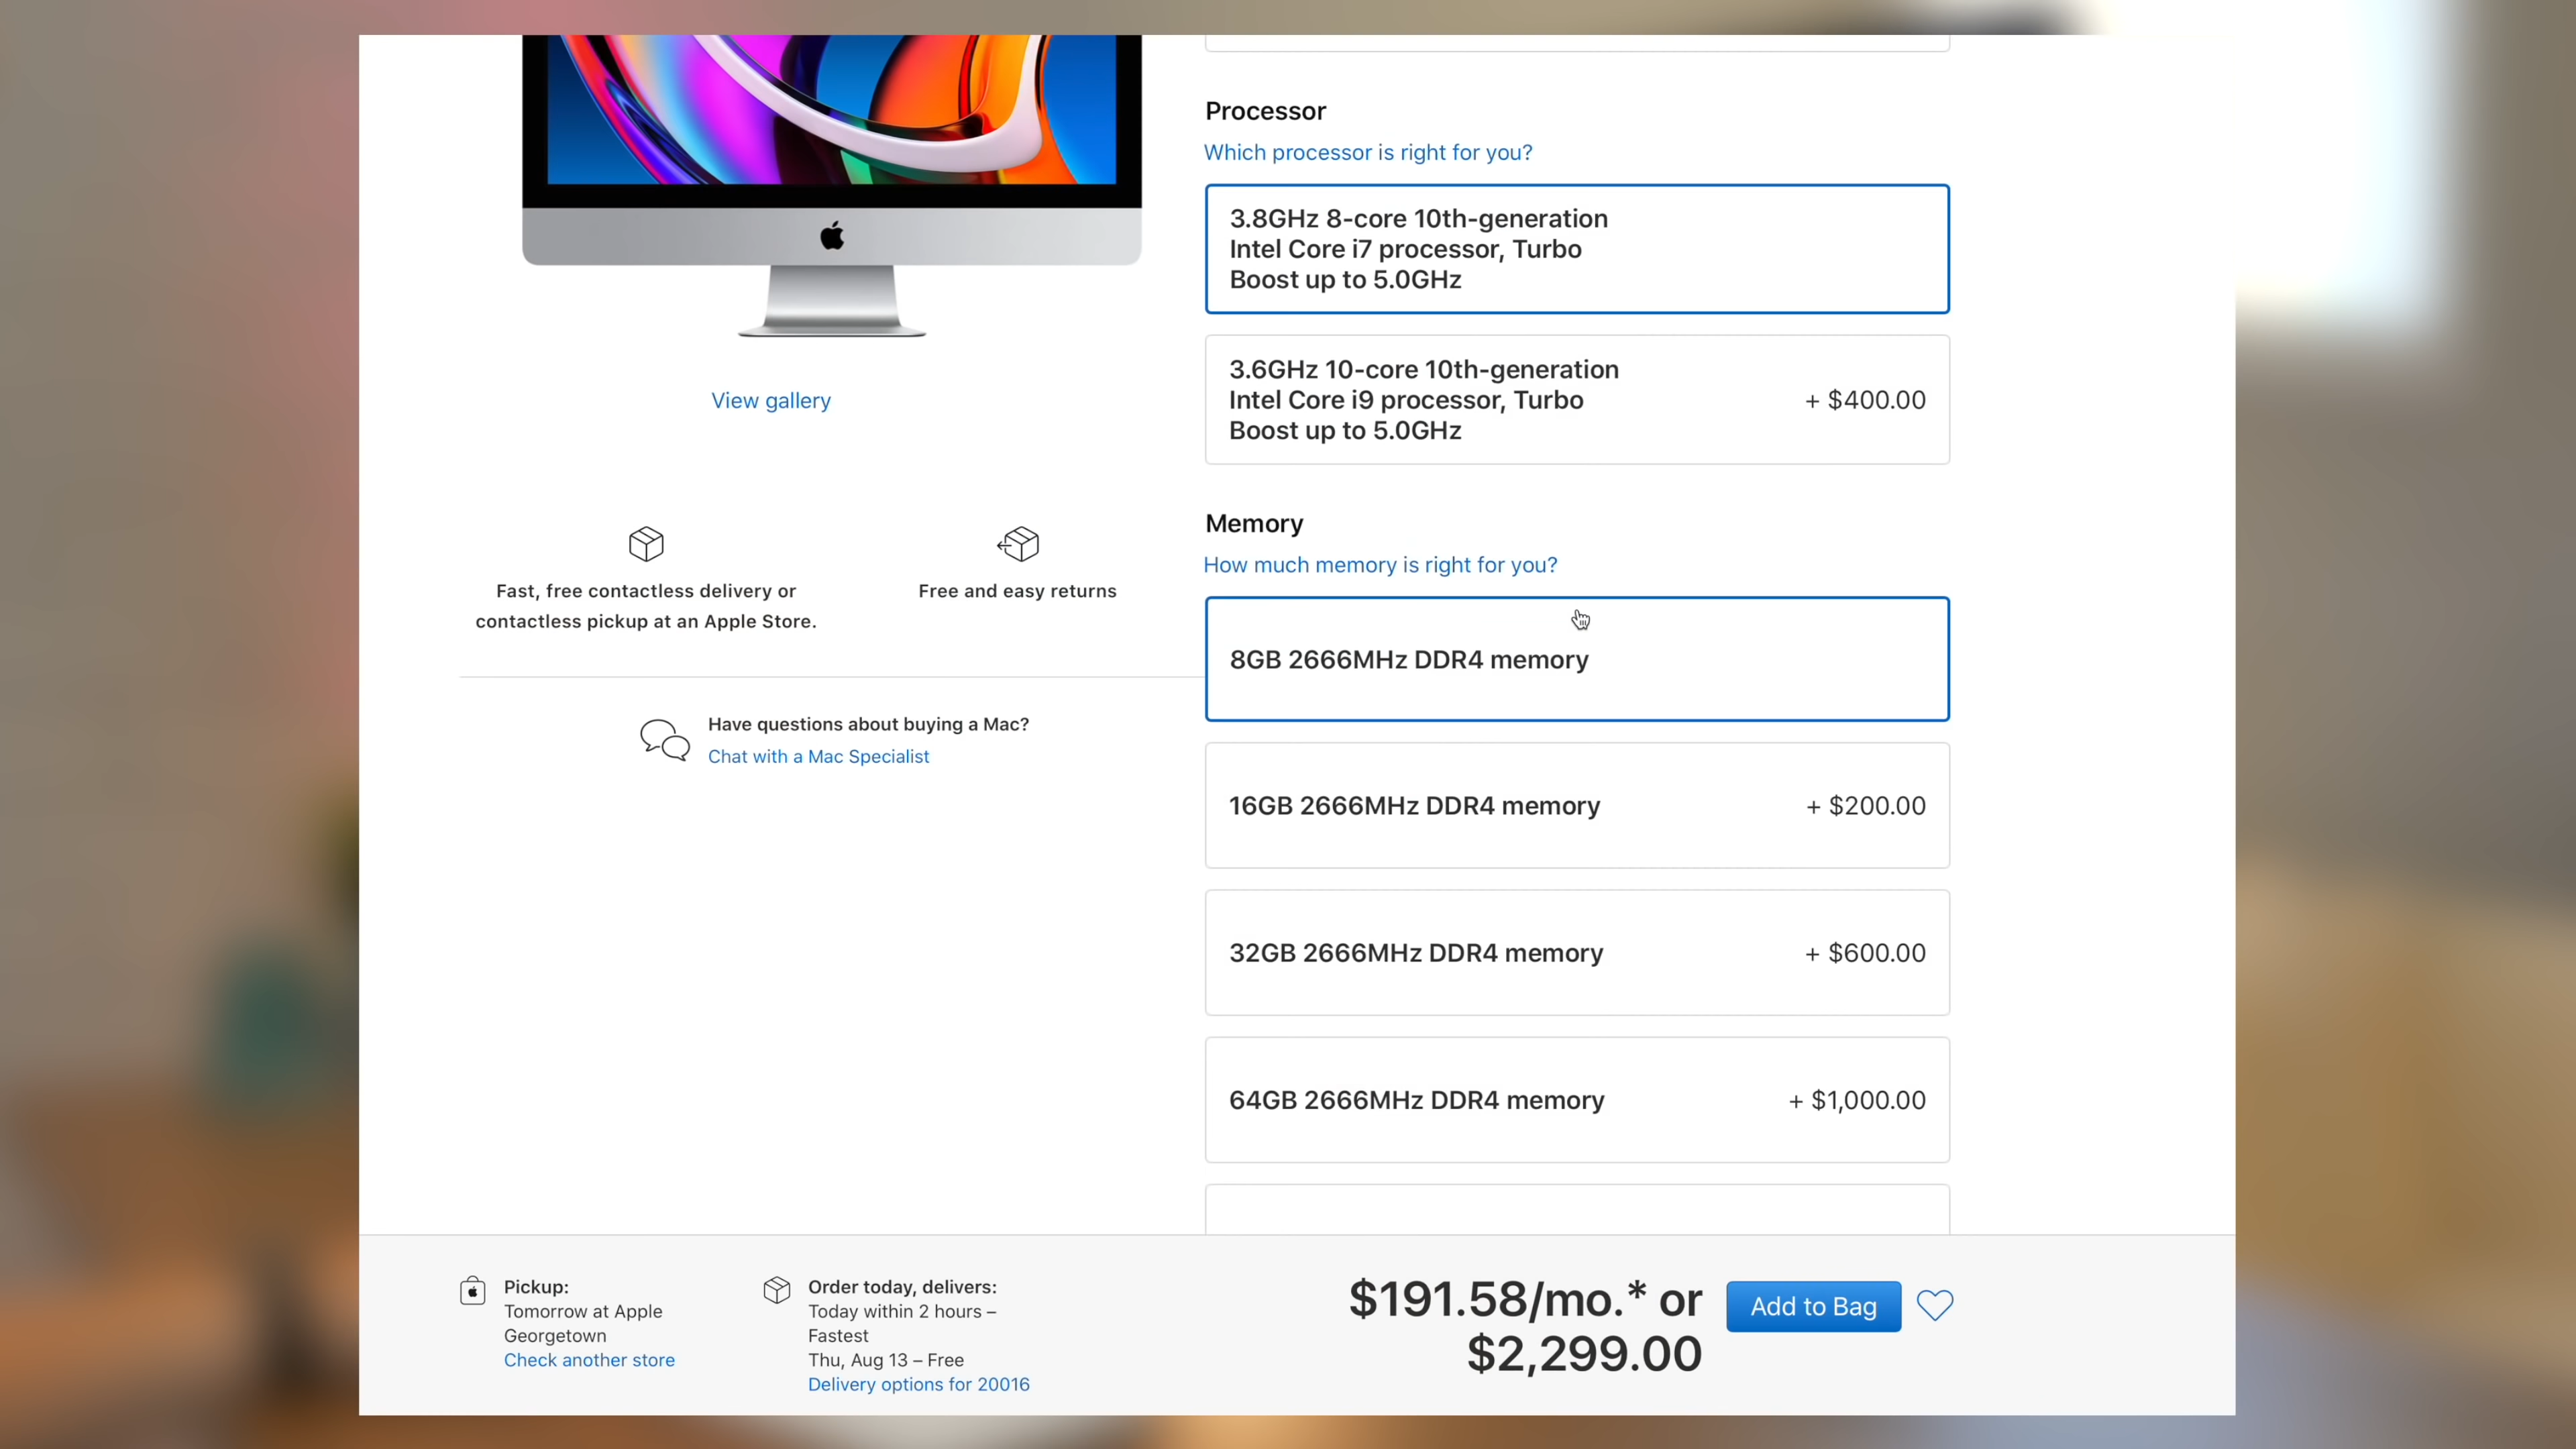 Processor
Which processor is right for you?
3.8GHz 8-core 10th-generation
Intel Core i7 processor, Turbo
Boost up to 5.0GHz
3.6GHz 10-core 10th-generation
Intel Core i9 processor, Turbo
Boost up to 5.0GHz
+ $400.00
View gallery
Fast, free contactless delivery or
contactless pickup at an Apple Store.
Free and easy returns
Have questions about buying a Mac?
Chat with a Mac Specialist
Memory
How much memory is right for you?
8GB 2666MHz DDR4 memory
16GB 2666MHz DDR4 memory
+ $200.00
32GB 2666MHz DDR4 memory
+ $600.00
64GB 2666MHz DDR4 memory
+ $1,000.00
Pickup:
Tomorrow at Apple
Georgetown
Check another store
Order today, delivers:
Today within 2 hours –
Fastest
Thu, Aug 13 – Free
Delivery options for 20016
$191.58/mo.* or
$2,299.00
Add to Bag